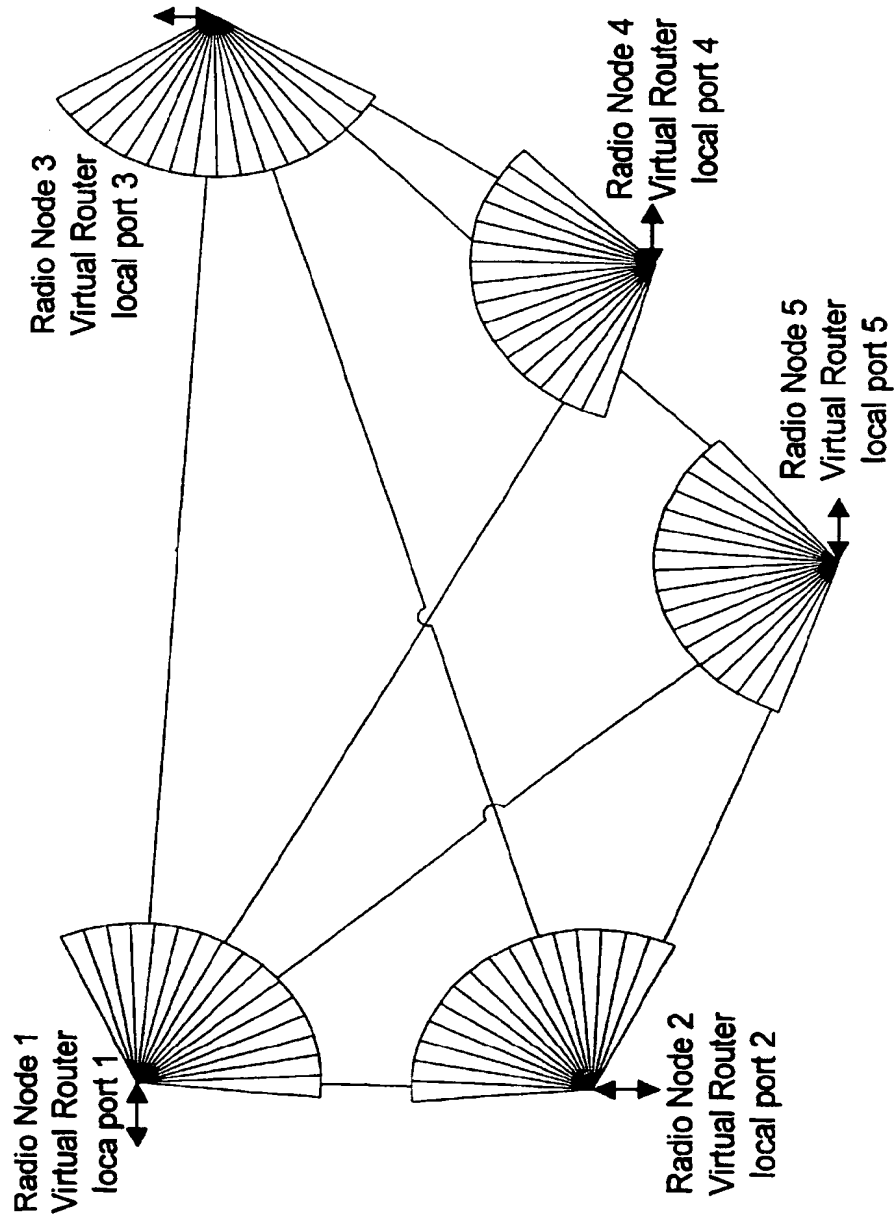 Radio Node 1
Virtual Router
loca port 1
Radio Node 2
Virtual Router
local port 2
Radio Node 3
Virtual Router
local port 3
Radio Node 4
Virtual Router
local port 4
Radio Node 5
Virtual Router
local port 5